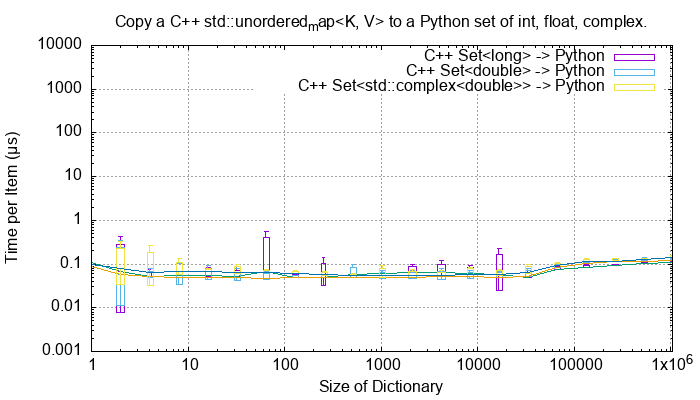 Copy a C++ std::unordered_map<K, V> to a Python set of int, float, complex.
10000
C++ Set<long> -> Python
C++ Set<double> -> Python
C++ Set<std::complex<double>> -> Python
1000
100
10
1
0.1
0.01
0.001
Time per Item (μs)
1 10 100 1000 10000 100000 1x10⁶
Size of Dictionary